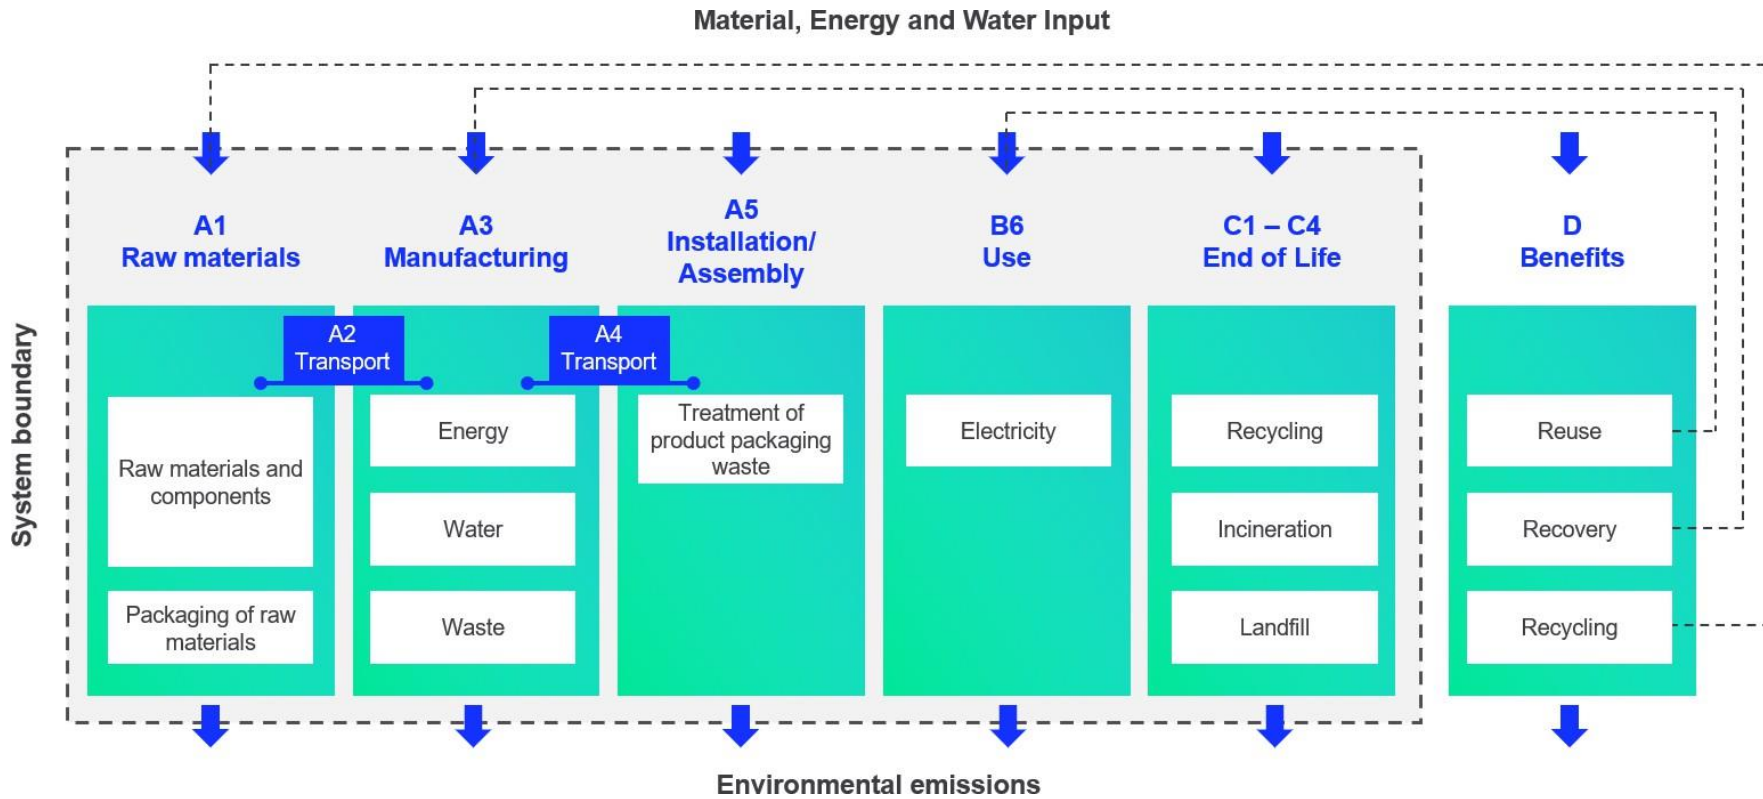 Material, Energy and Water Input
A1
Raw materials
A3
Manufacturing
A5
Installation/
Assembly
B6
Use
C1 – C4
End of Life
D
Benefits
System boundary
A2
Transport
A4
Transport
Raw materials and
components
Packaging of raw
materials
Energy
Water
Waste
Treatment of
product packaging
waste
Electricity
Recycling
Incineration
Landfill
Reuse
Recovery
Recycling
Environmental emissions